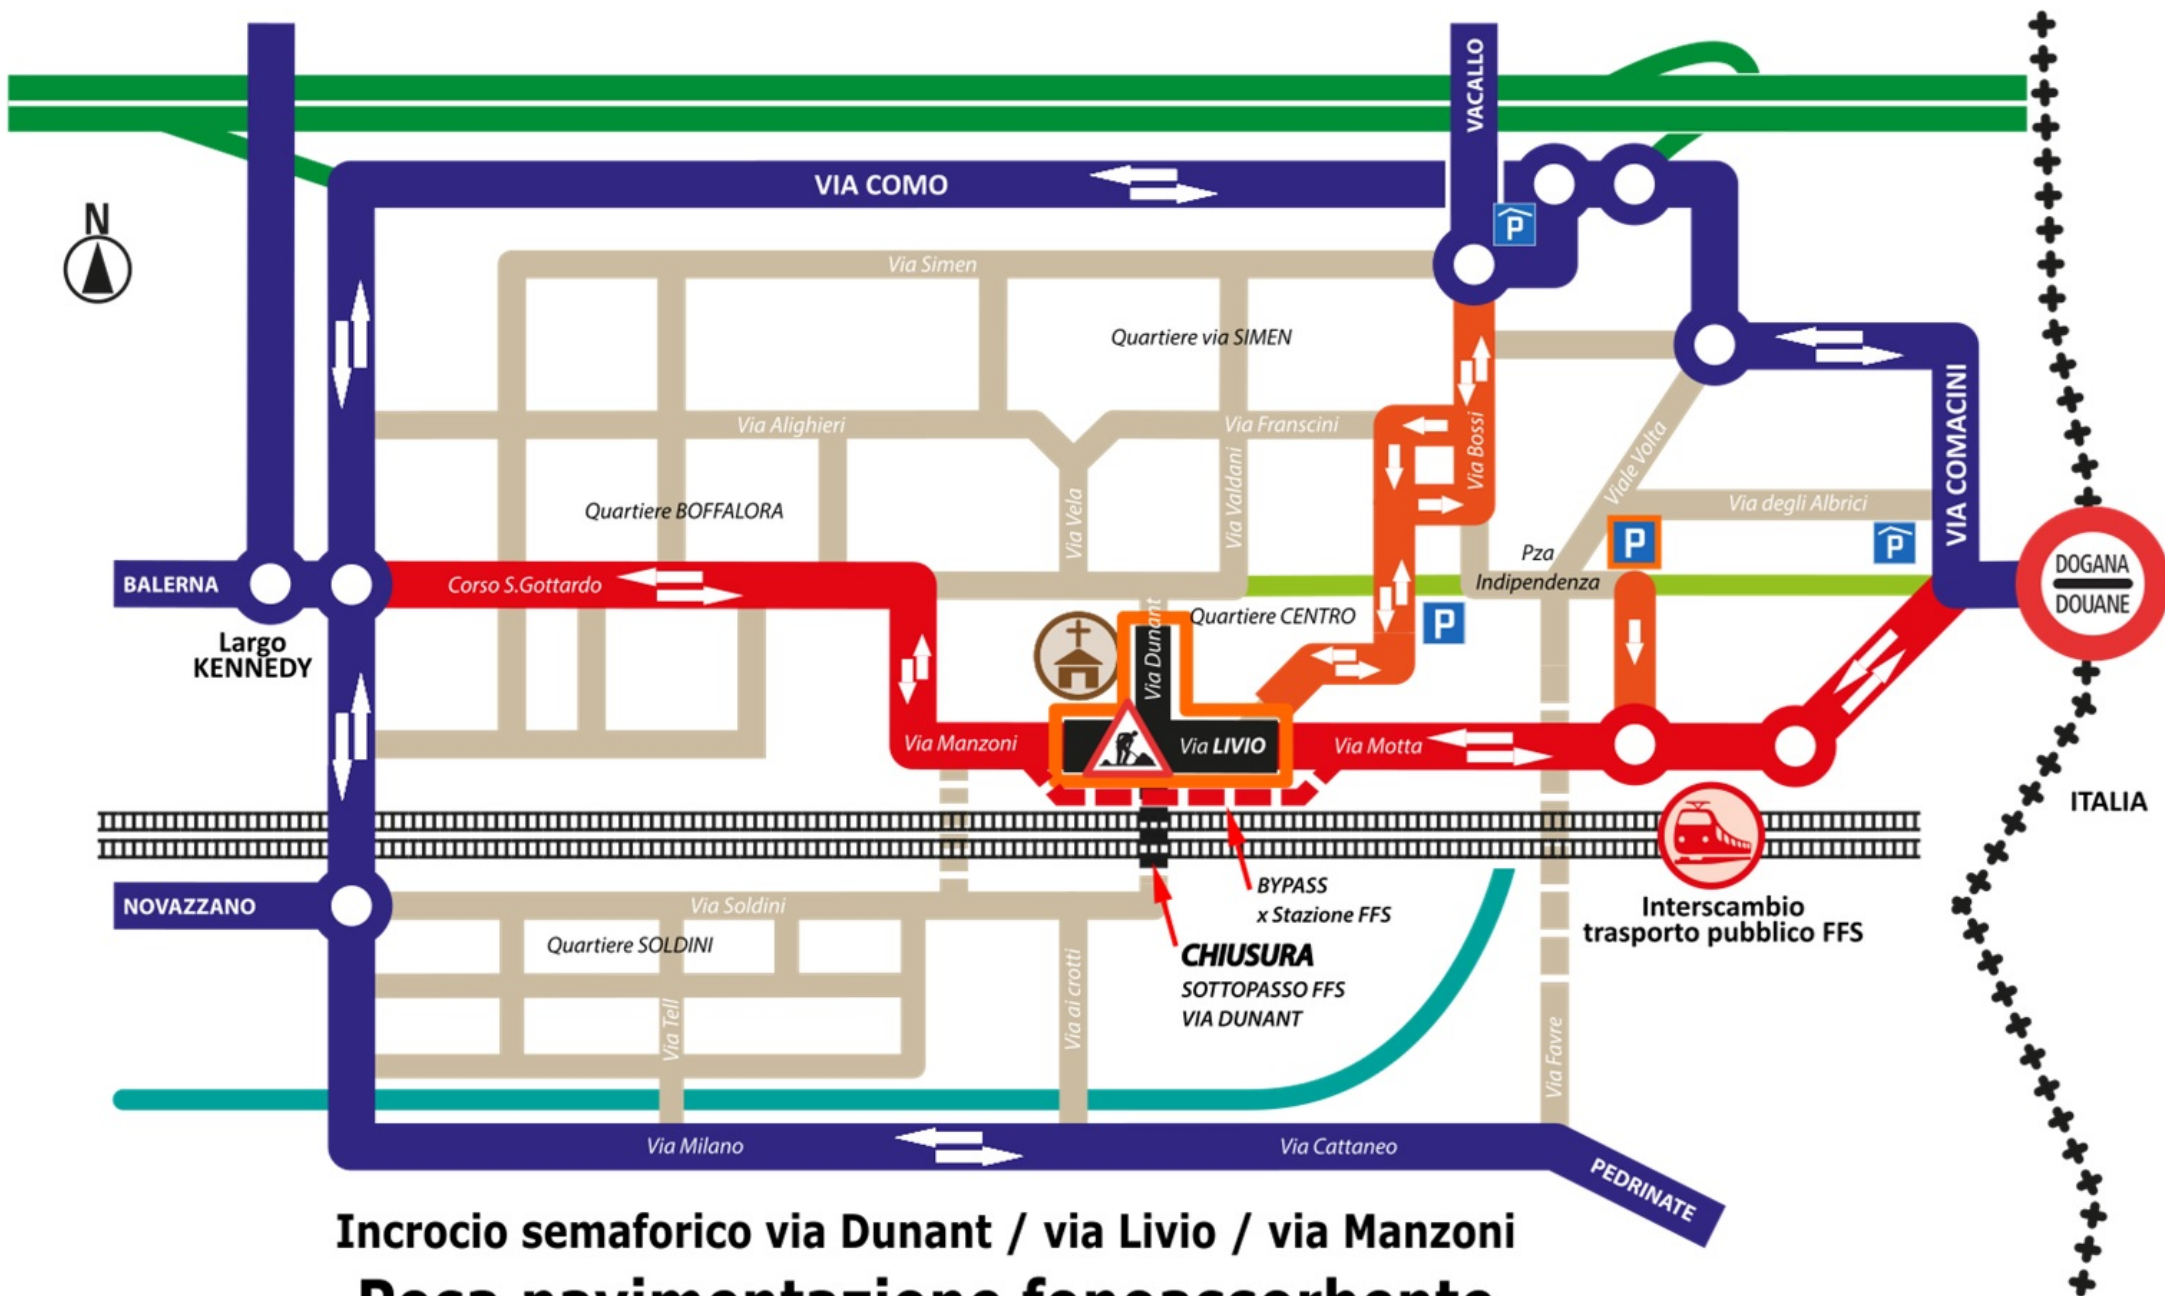 VACALLO
VIA COMO
N
P
Via Simen
Quartiere via SIMEN
Via Alighieri
Via Franscini
Via Bossi
Viale Volta
VIA COMACINI
Quartiere BOFFALORA
Via Vela
Via Valdani
Via degli Albrici
P
P
Pza
Indipendenza
DOGANA
DOUANE
BALERNA
Corso S.Gottardo
Largo
KENNEDY
Quartiere CENTRO
P
Via Dunant
Via Manzoni
Via LIVIO
Via Motta
ITALIA
BYPASS
x Stazione FFS
CHIUSURA
SOTTOPASSO FFS
VIA DUNANT
Interscambio
trasporto pubblico FFS
NOVAZZANO
Via Soldini
Quartiere SOLDINI
Via Tell
Via ai crotti
Via Favre
Via Milano
Via Cattaneo
PEDRINATE
Incrocio semaforico via Dunant / via Livio / via Manzoni
Posa pavimentazione fonoassorbente